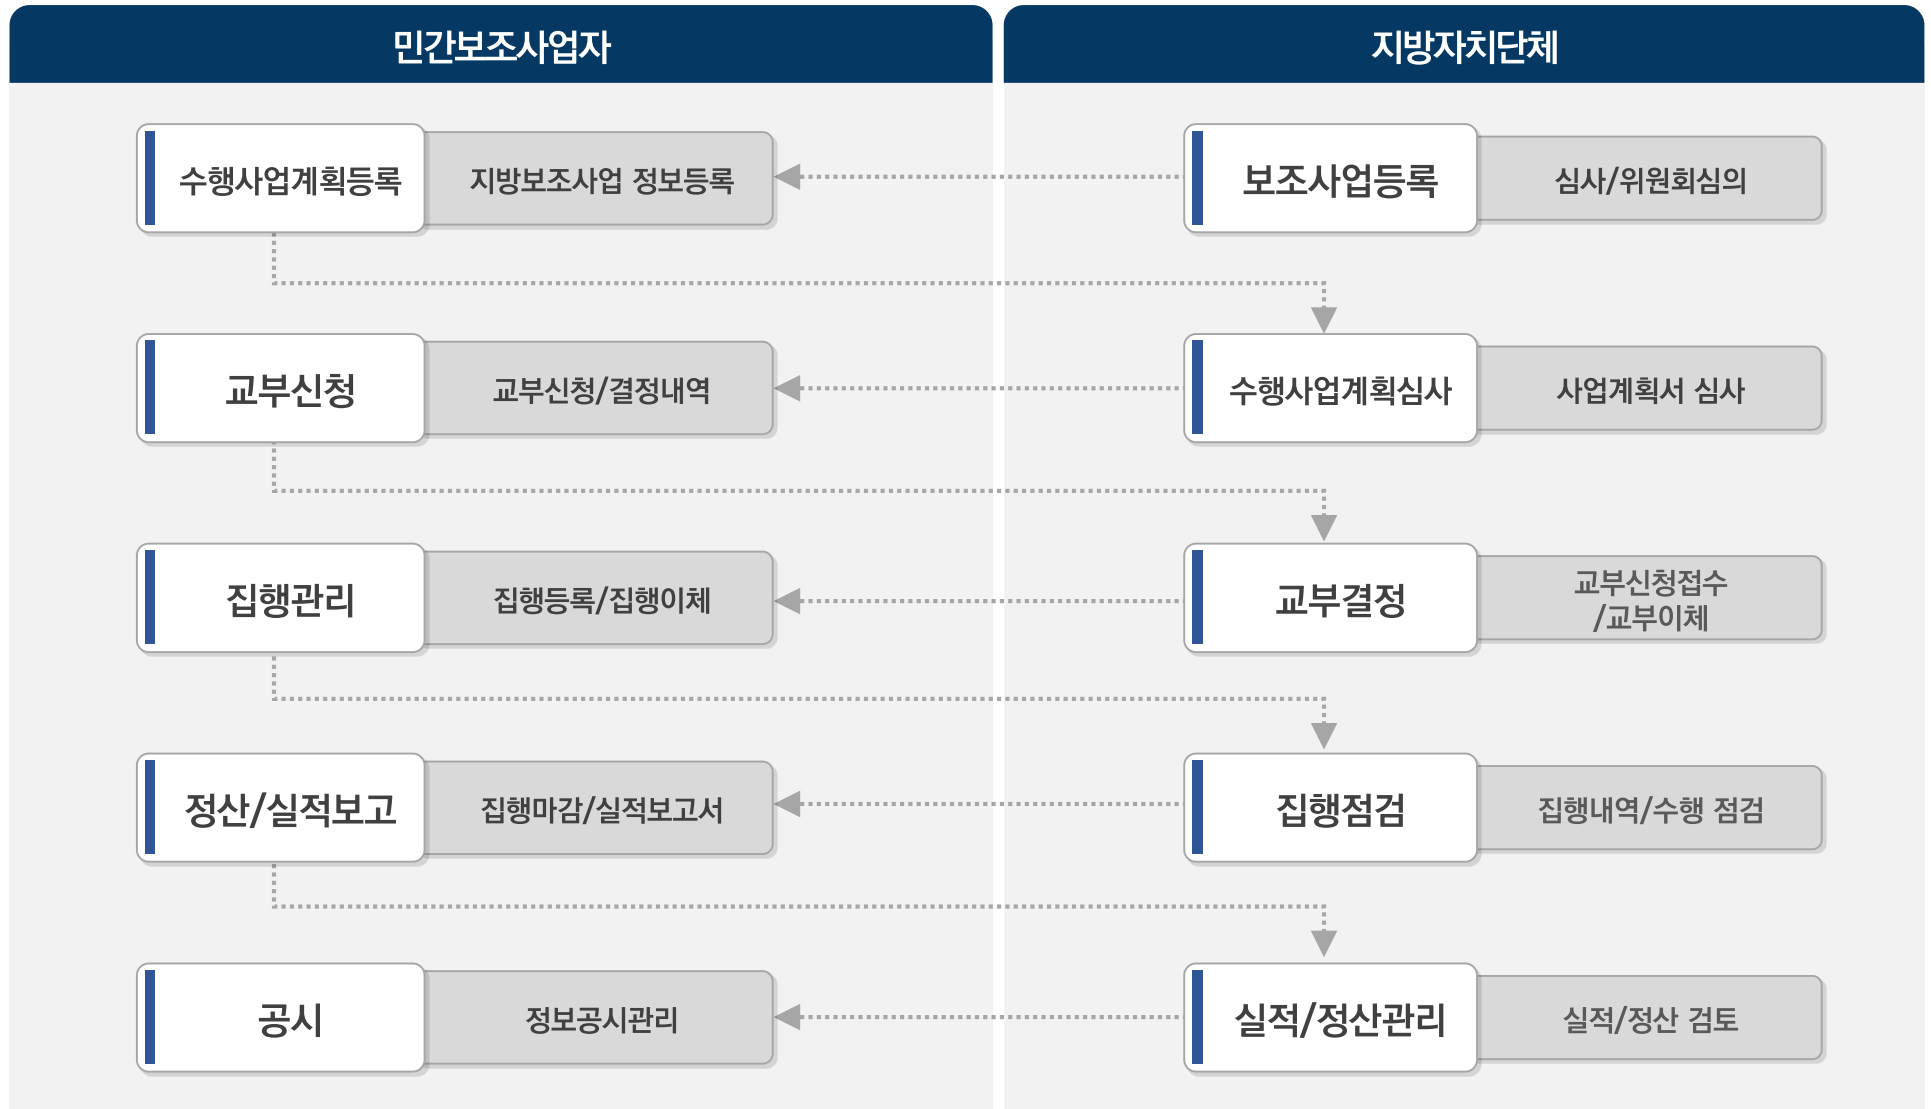 민간보조사업자
지방자치단체
수행사업계획등록
지방보조사업 정보등록
보조사업등록
심사/위원회심의
교부신청
교부신청/결정내역
수행사업계획심사
사업계획서 심사
집행관리
집행등록/집행이체
교부결정
교부신청접수
/교부이체
정산/실적보고
집행마감/실적보고서
집행점검
집행내역/수행 점검
공시
정보공시관리
실적/정산관리
실적/정산 검토